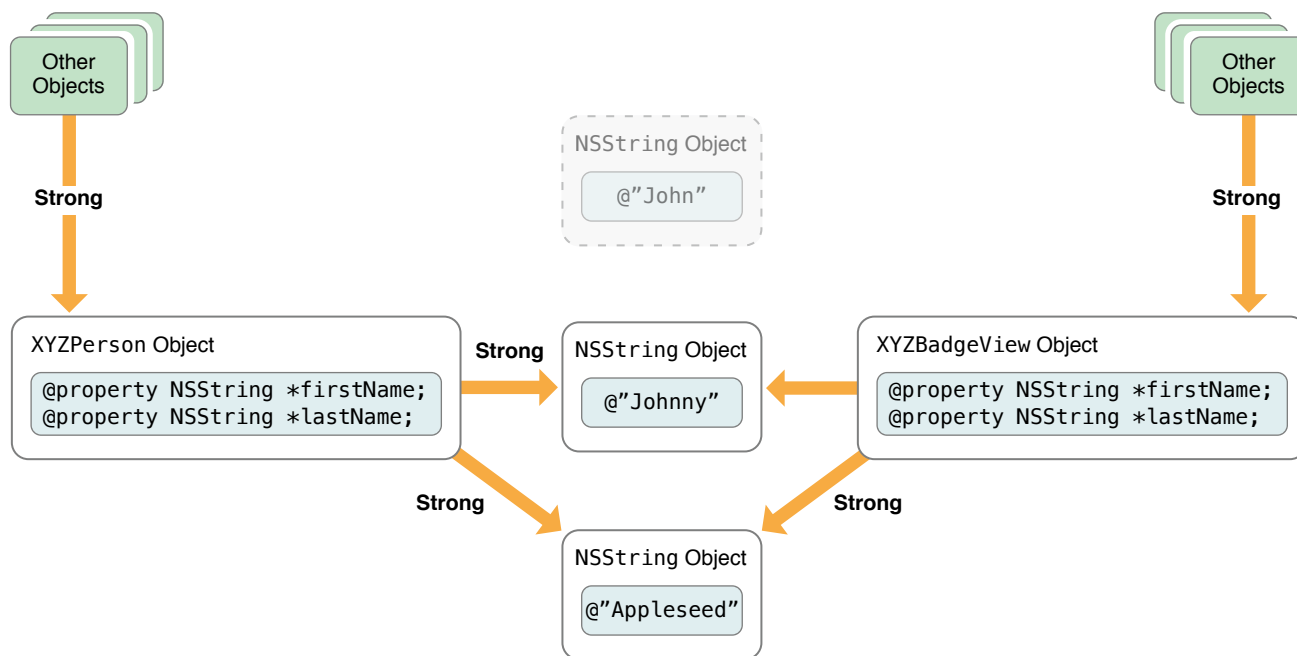 Other
Objects
Other
Objects
NSString Object
@”John”
Strong
Strong
XYZPerson Object
@property NSString *firstName;
@property NSString *lastName;
Strong
NSString Object
@”Johnny”
XYZBadgeView Object
@property NSString *firstName;
@property NSString *lastName;
Strong
Strong
NSString Object
@”Appleseed”